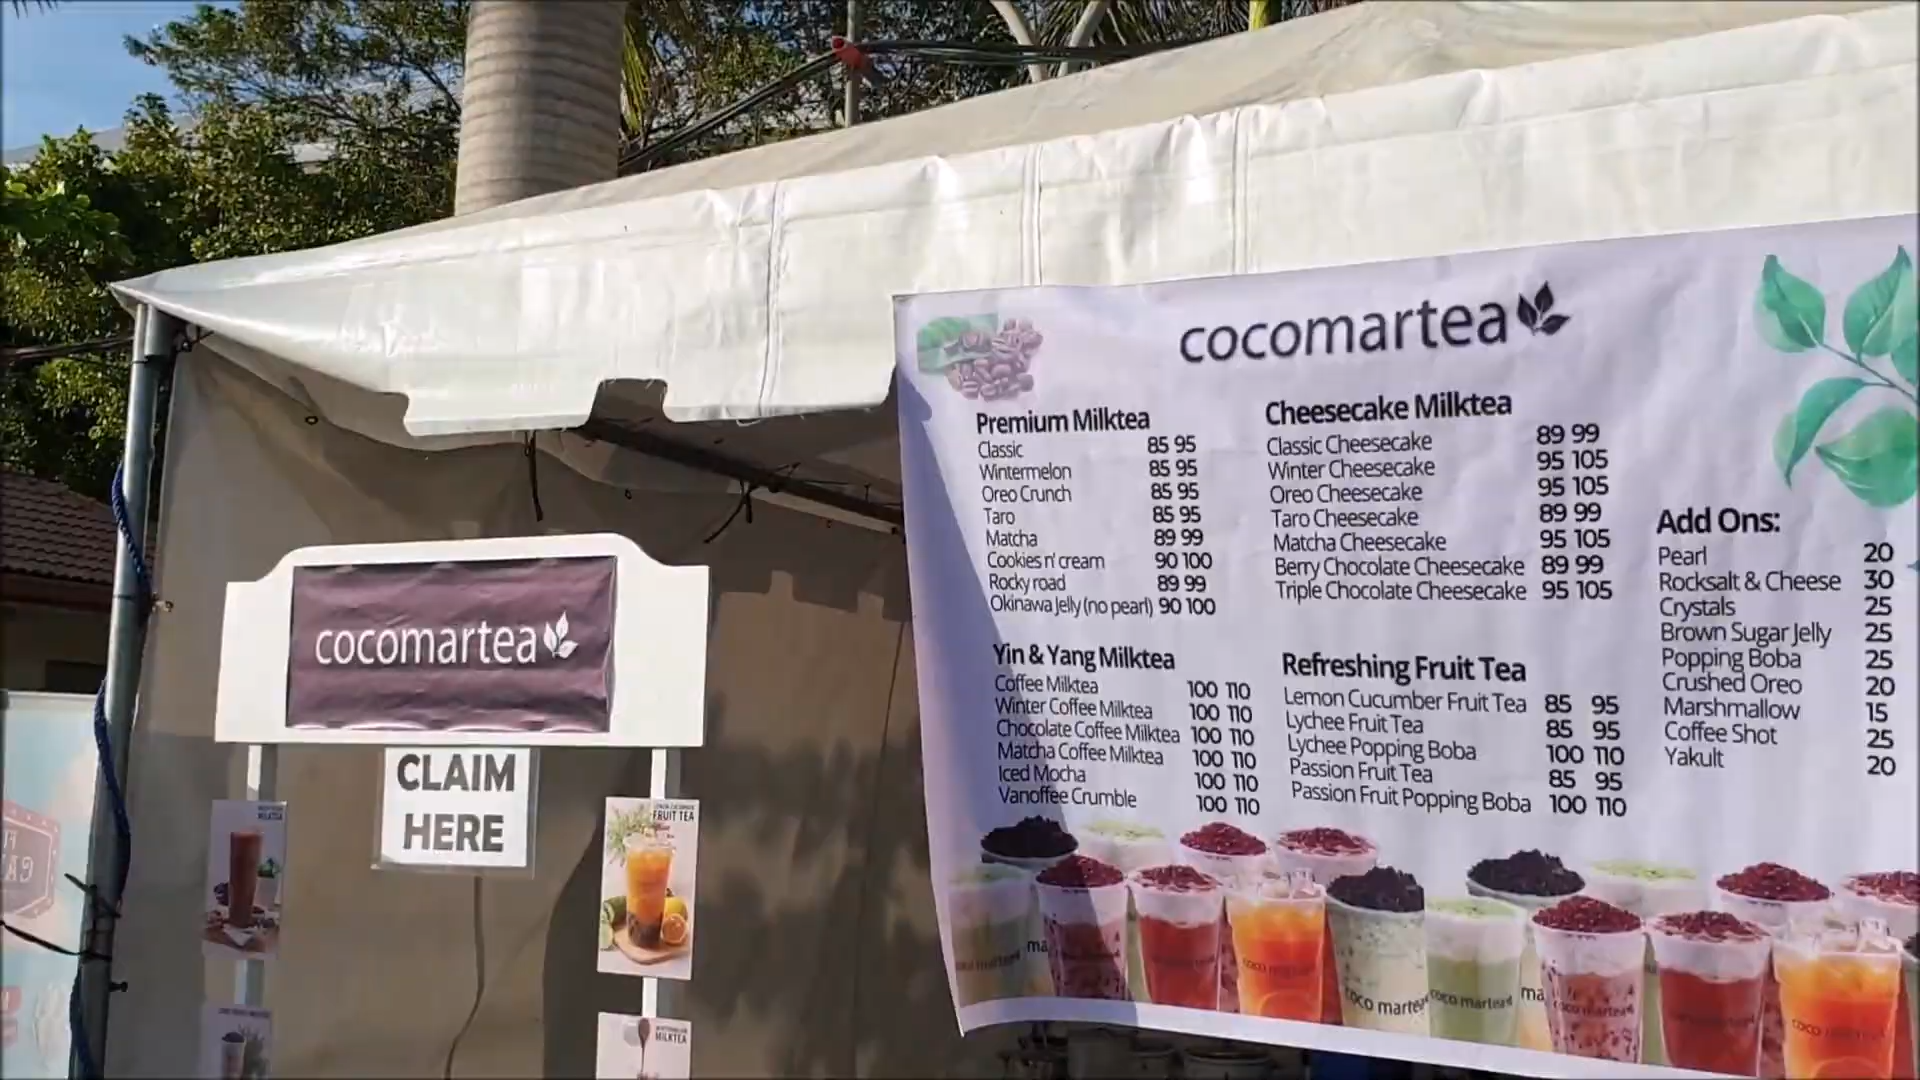 cocomartea
Premium Milktea
Classic 85 95
Wintermelon 85 95
Oreo Crunch 85 95
Taro 85 95
Matcha 89 99
Cookies n' cream 90 100
Rocky road 89 99
Okinawa Jelly (no pearl) 90 100
Yin & Yang Milktea
Coffee Milktea 100 110
Winter Coffee Milktea 100 110
Chocolate Coffee Milktea 100 110
Matcha Coffee Milktea 100 110
Iced Mocha 100 110
Vanoffee Crumble 100 110
Cheesecake Milktea
Classic Cheesecake 89 99
Winter Cheesecake 95 105
Oreo Cheesecake 95 105
Taro Cheesecake 89 99
Matcha Cheesecake 95 105
Berry Chocolate Cheesecake 89 99
Triple Chocolate Cheesecake 95 105
Refreshing Fruit Tea
Lemon Cucumber Fruit Tea 85 95
Lychee Fruit Tea 85 95
Lychee Popping Boba 100 110
Passion Fruit Tea 85 95
Passion Fruit Popping Boba 100 110
Add Ons:
Pearl 20
Rocksalt & Cheese 30
Crystals 25
Brown Sugar Jelly 25
Popping Boba 25
Crushed Oreo 20
Marshmallow 15
Coffee Shot 25
Yakult 20
cocomartea
CLAIM
HERE
FRUIT TEA
MILKTEA
coco martea
coco martea